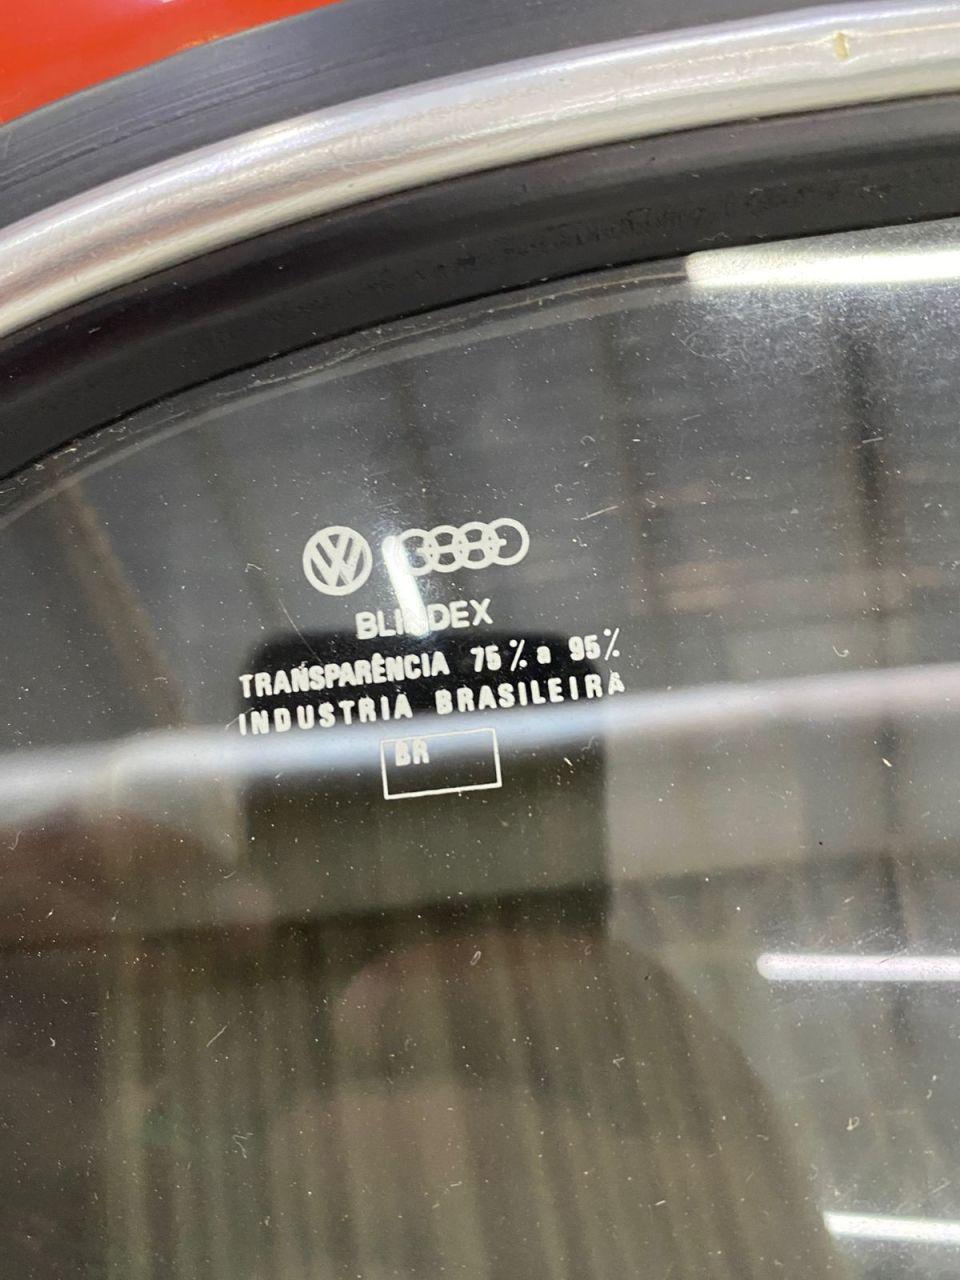 BLINDEX
TRANSPARÊNCIA 75% a 95%
INDUSTRIA BRASILEIRA
BR